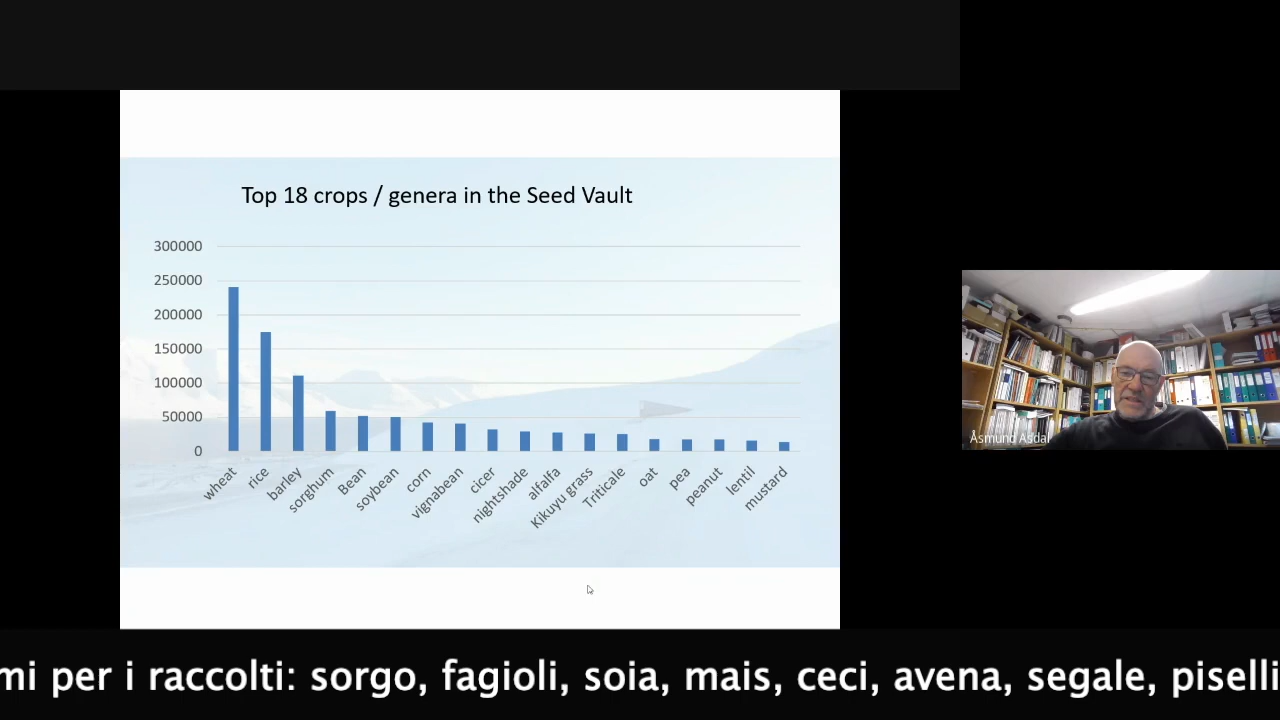 Top 18 crops / genera in the Seed Vault
300000
250000
200000
150000
100000
50000
0
wheat
rice
barley
sorghum
Bean
soybean
corn
vignabean
cicer
nightshade
alfalfa
Kikuyu grass
Triticale
oat
pea
peanut
lentil
mustard
Åsmund Asdal
mi per i raccolti: sorgo, fagioli, soia, mais, ceci, avena, segale, piselli